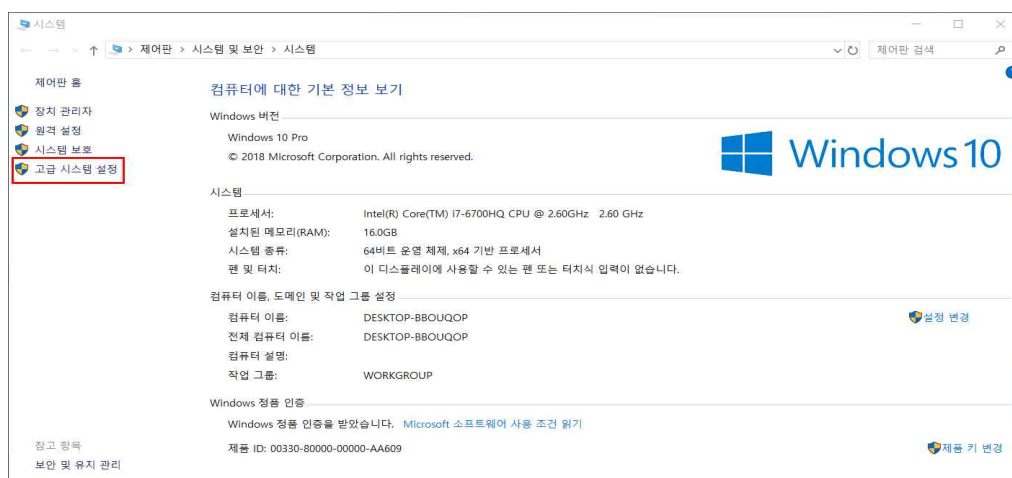 시스템
제어판 > 시스템 및 보안 > 시스템
제어판 검색
제어판 홈
장치 관리자
원격 설정
시스템 보호
고급 시스템 설정
컴퓨터에 대한 기본 정보 보기
Windows 버전
Windows 10 Pro
© 2018 Microsoft Corporation. All rights reserved.
Windows 10
시스템
프로세서: Intel(R) Core(TM) i7-6700HQ CPU @ 2.60GHz 2.60 GHz
설치된 메모리(RAM): 16.0GB
시스템 종류: 64비트 운영 체제, x64 기반 프로세서
펜 및 터치: 이 디스플레이에 사용할 수 있는 펜 또는 터치식 입력이 없습니다.
컴퓨터 이름, 도메인 및 작업 그룹 설정
컴퓨터 이름: DESKTOP-BBOUQOP 설정 변경
전체 컴퓨터 이름: DESKTOP-BBOUQOP
컴퓨터 설명:
작업 그룹: WORKGROUP
Windows 정품 인증
Windows 정품 인증을 받았습니다. Microsoft 소프트웨어 사용 조건 읽기
제품 ID: 00330-80000-00000-AA609 제품 키 변경
참고 항목
보안 및 유지 관리